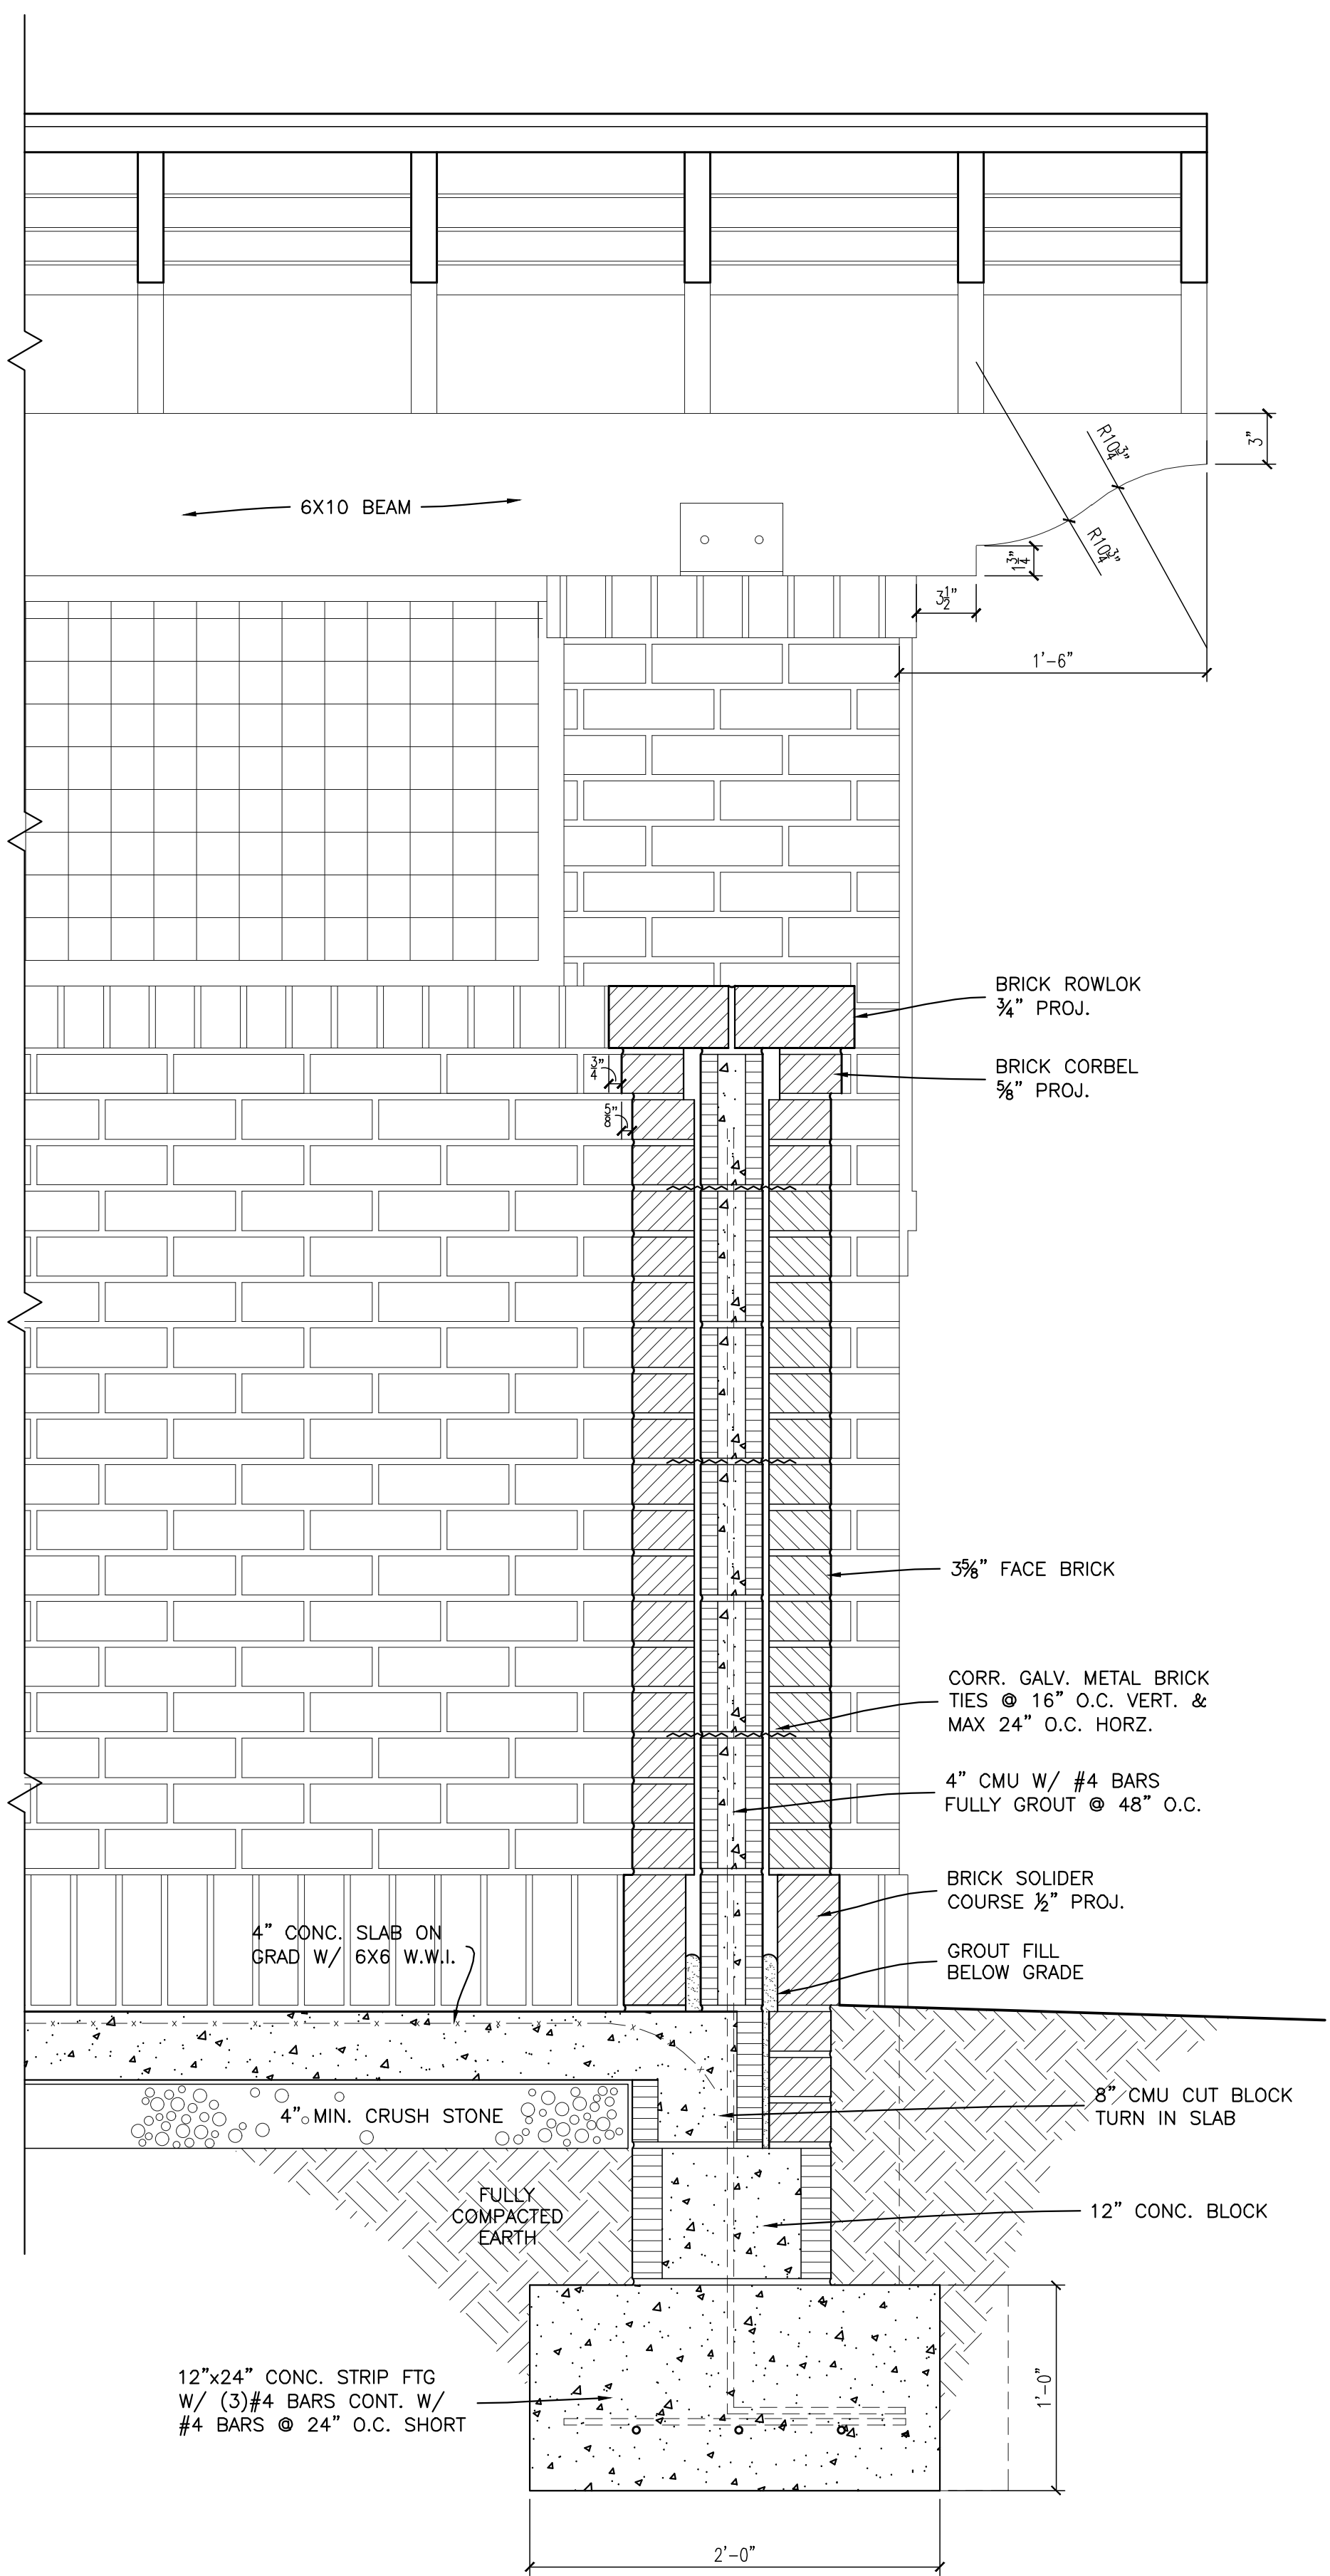 R10¾"
3"
6X10 BEAM
R10¾"
1¾"
3½"
1'-6"
BRICK ROWLOK
¾" PROJ.
¾"
BRICK CORBEL
⅝" PROJ.
⅝"
3⅝" FACE BRICK
CORR. GALV. METAL BRICK
TIES @ 16" O.C. VERT. &
MAX 24" O.C. HORZ.
4" CMU W/ #4 BARS
FULLY GROUT @ 48" O.C.
BRICK SOLIDER
COURSE ½" PROJ.
4" CONC. SLAB ON
GRAD W/ 6X6 W.W.I.
GROUT FILL
BELOW GRADE
8" CMU CUT BLOCK
TURN IN SLAB
4" MIN. CRUSH STONE
FULLY
COMPACTED
EARTH
12" CONC. BLOCK
12"x24" CONC. STRIP FTG
W/ (3)#4 BARS CONT. W/
#4 BARS @ 24" O.C. SHORT
1'-0"
2'-0"